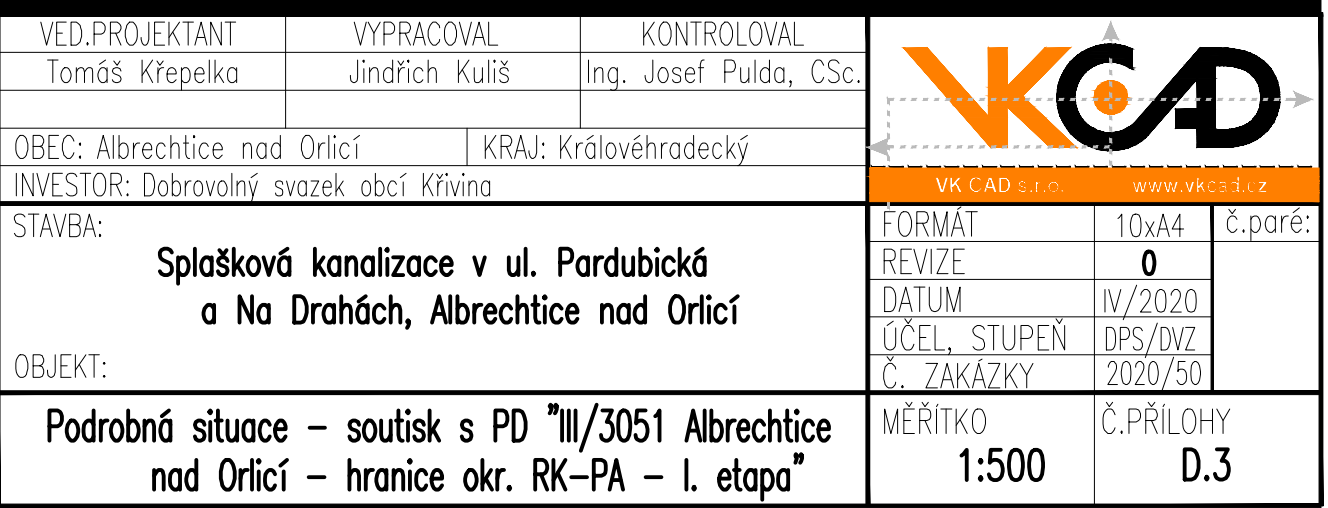 VED.PROJEKTANT VYPRACOVAL KONTROLOVAL
Tomáš Křepelka Jindřich Kuliš Ing. Josef Pulda, CSc.
OBEC: Albrechtice nad Orlicí KRAJ: Královéhradecký
INVESTOR: Dobrovolný svazek obcí Křivina
VKCAD
VK CAD s.r.o. www.vkcad.cz
STAVBA:
Splašková kanalizace v ul. Pardubická
a Na Drahách, Albrechtice nad Orlicí
OBJEKT:
FORMÁT 10xA4 č.paré:
REVIZE 0
DATUM IV/2020
ÚČEL, STUPEŇ DPS/DVZ
Č. ZAKÁZKY 2020/50
Podrobná situace – soutisk s PD "III/3051 Albrechtice
nad Orlicí – hranice okr. RK–PA – I. etapa"
MĚŘÍTKO Č.PŘÍLOHY
1:500 D.3